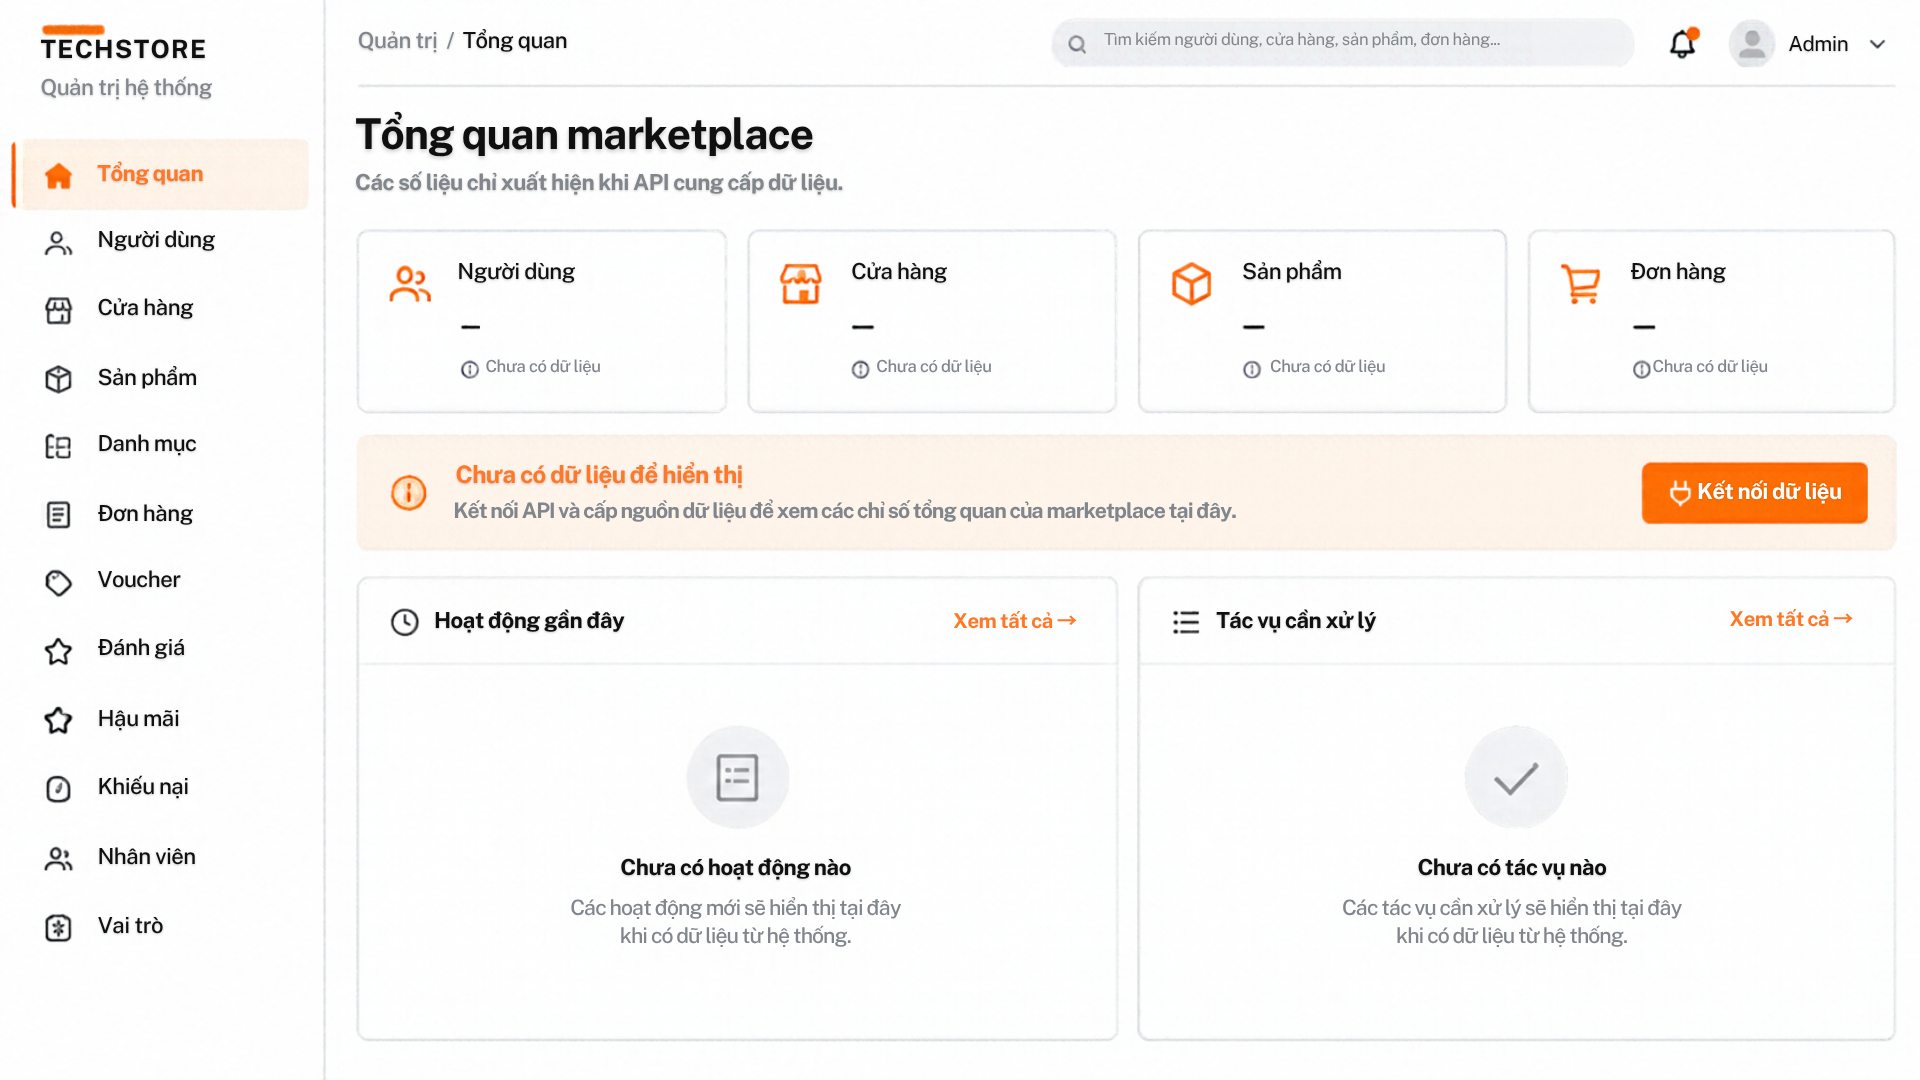 TECHSTORE
Quản trị hệ thống
Tổng quan
Người dùng
Cửa hàng
Sản phẩm
Danh mục
Đơn hàng
Voucher
Đánh giá
Hậu mãi
Khiếu nại
Nhân viên
Vai trò
Quản trị / Tổng quan
Tìm kiếm người dùng, cửa hàng, sản phẩm, đơn hàng...
Admin
Tổng quan marketplace
Các số liệu chỉ xuất hiện khi API cung cấp dữ liệu.
Người dùng
–
Chưa có dữ liệu
Cửa hàng
–
Chưa có dữ liệu
Sản phẩm
–
Chưa có dữ liệu
Đơn hàng
–
Chưa có dữ liệu
Chưa có dữ liệu để hiển thị
Kết nối API và cấp nguồn dữ liệu để xem các chỉ số tổng quan của marketplace tại đây.
Kết nối dữ liệu
Hoạt động gần đây
Xem tất cả →
Chưa có hoạt động nào
Các hoạt động mới sẽ hiển thị tại đây
khi có dữ liệu từ hệ thống.
Tác vụ cần xử lý
Xem tất cả →
Chưa có tác vụ nào
Các tác vụ cần xử lý sẽ hiển thị tại đây
khi có dữ liệu từ hệ thống.